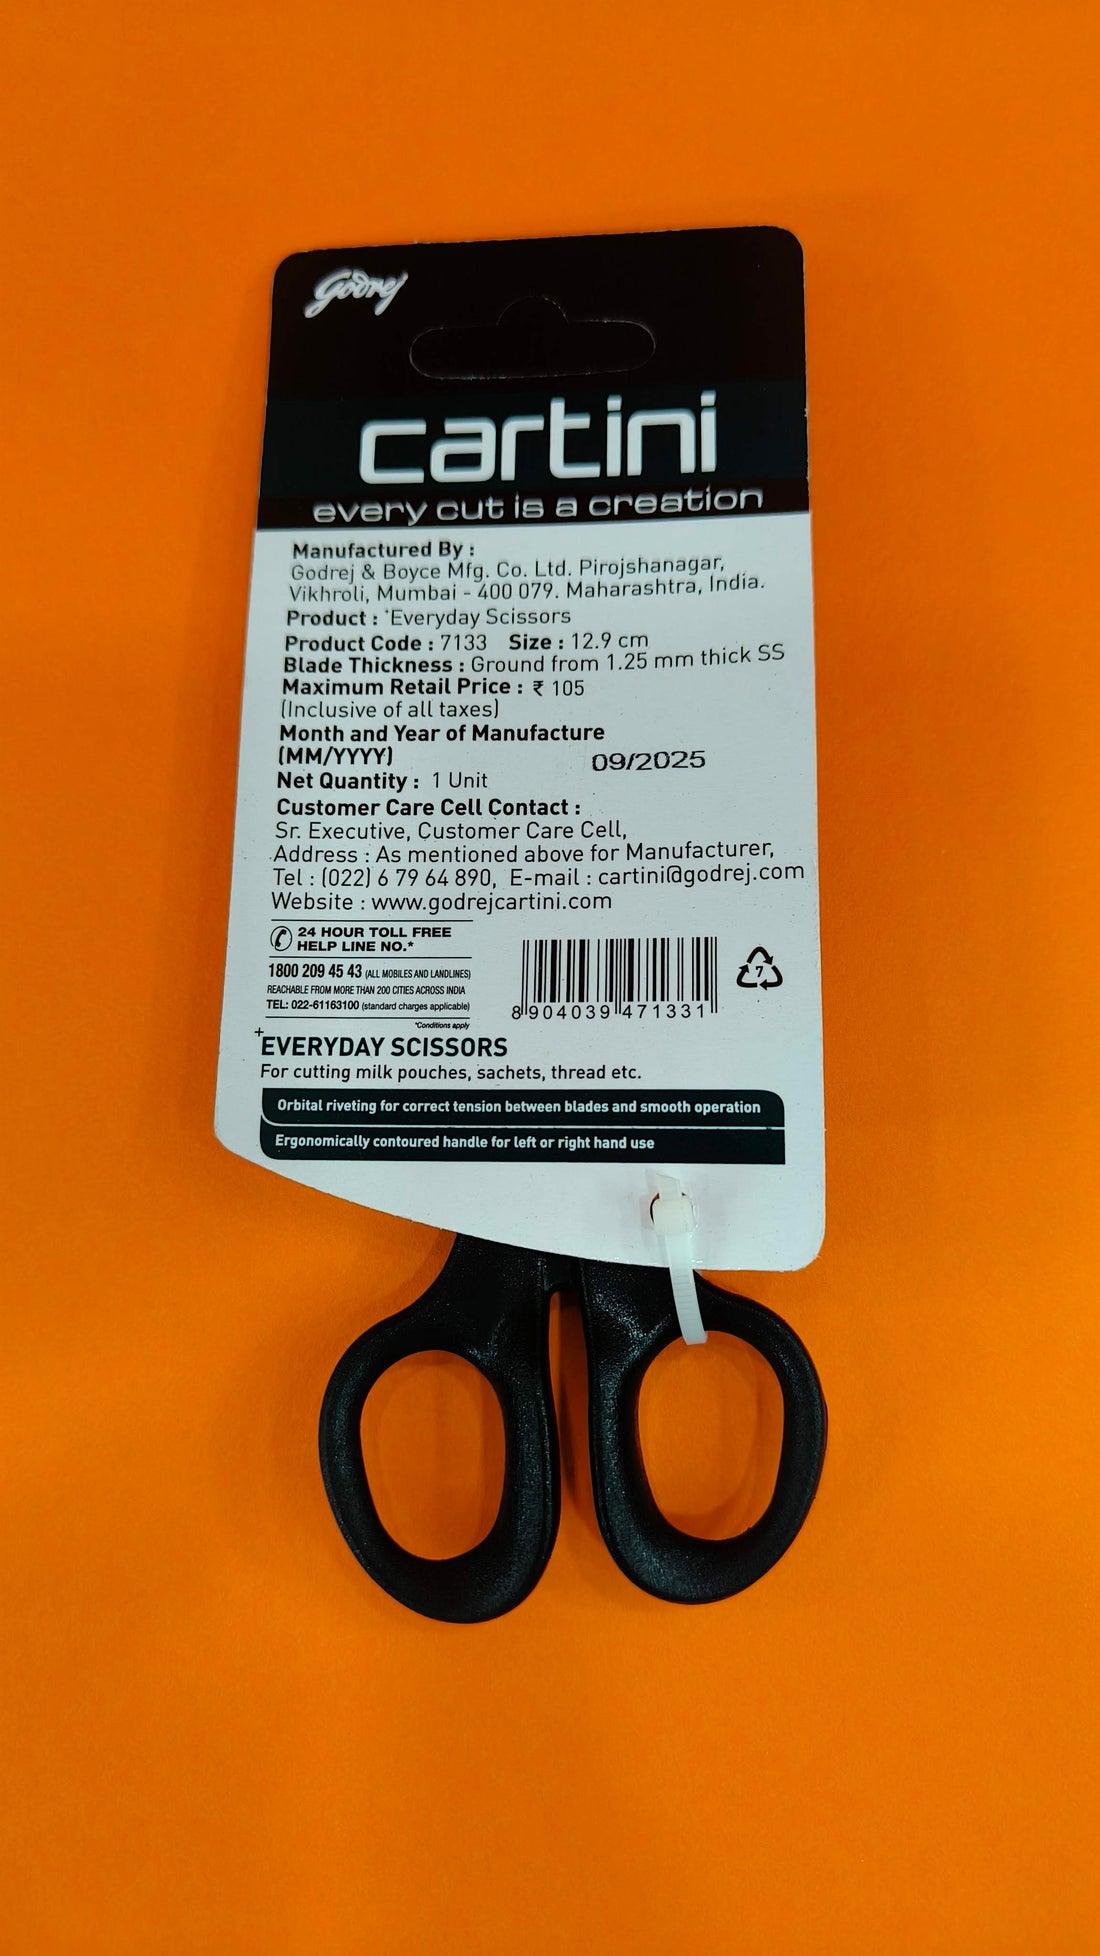 Godrej
cartini
every cut is a creation
Manufactured By :
Godrej & Boyce Mfg. Co. Ltd. Pirojshanagar,
Vikhroli, Mumbai - 400 079. Maharashtra, India.
Product : +Everyday Scissors
Product Code : 7133 Size : 12.9 cm
Blade Thickness : Ground from 1.25 mm thick SS
Maximum Retail Price : ₹ 105
(Inclusive of all taxes)
Month and Year of Manufacture
(MM/YYYY) 09/2025
Net Quantity : 1 Unit
Customer Care Cell Contact :
Sr. Executive, Customer Care Cell,
Address : As mentioned above for Manufacturer,
Tel : (022) 6 79 64 890, E-mail : cartini@godrej.com
Website : www.godrejcartini.com
24 HOUR TOLL FREE
HELP LINE NO.*
1800 209 45 43 (ALL MOBILES AND LANDLINES)
REACHABLE FROM MORE THAN 200 CITIES ACROSS INDIA
TEL: 022-61163100 (standard charges applicable)
*Conditions apply
8 904039 471331
7
+EVERYDAY SCISSORS
For cutting milk pouches, sachets, thread etc.
Orbital riveting for correct tension between blades and smooth operation
Ergonomically contoured handle for left or right hand use